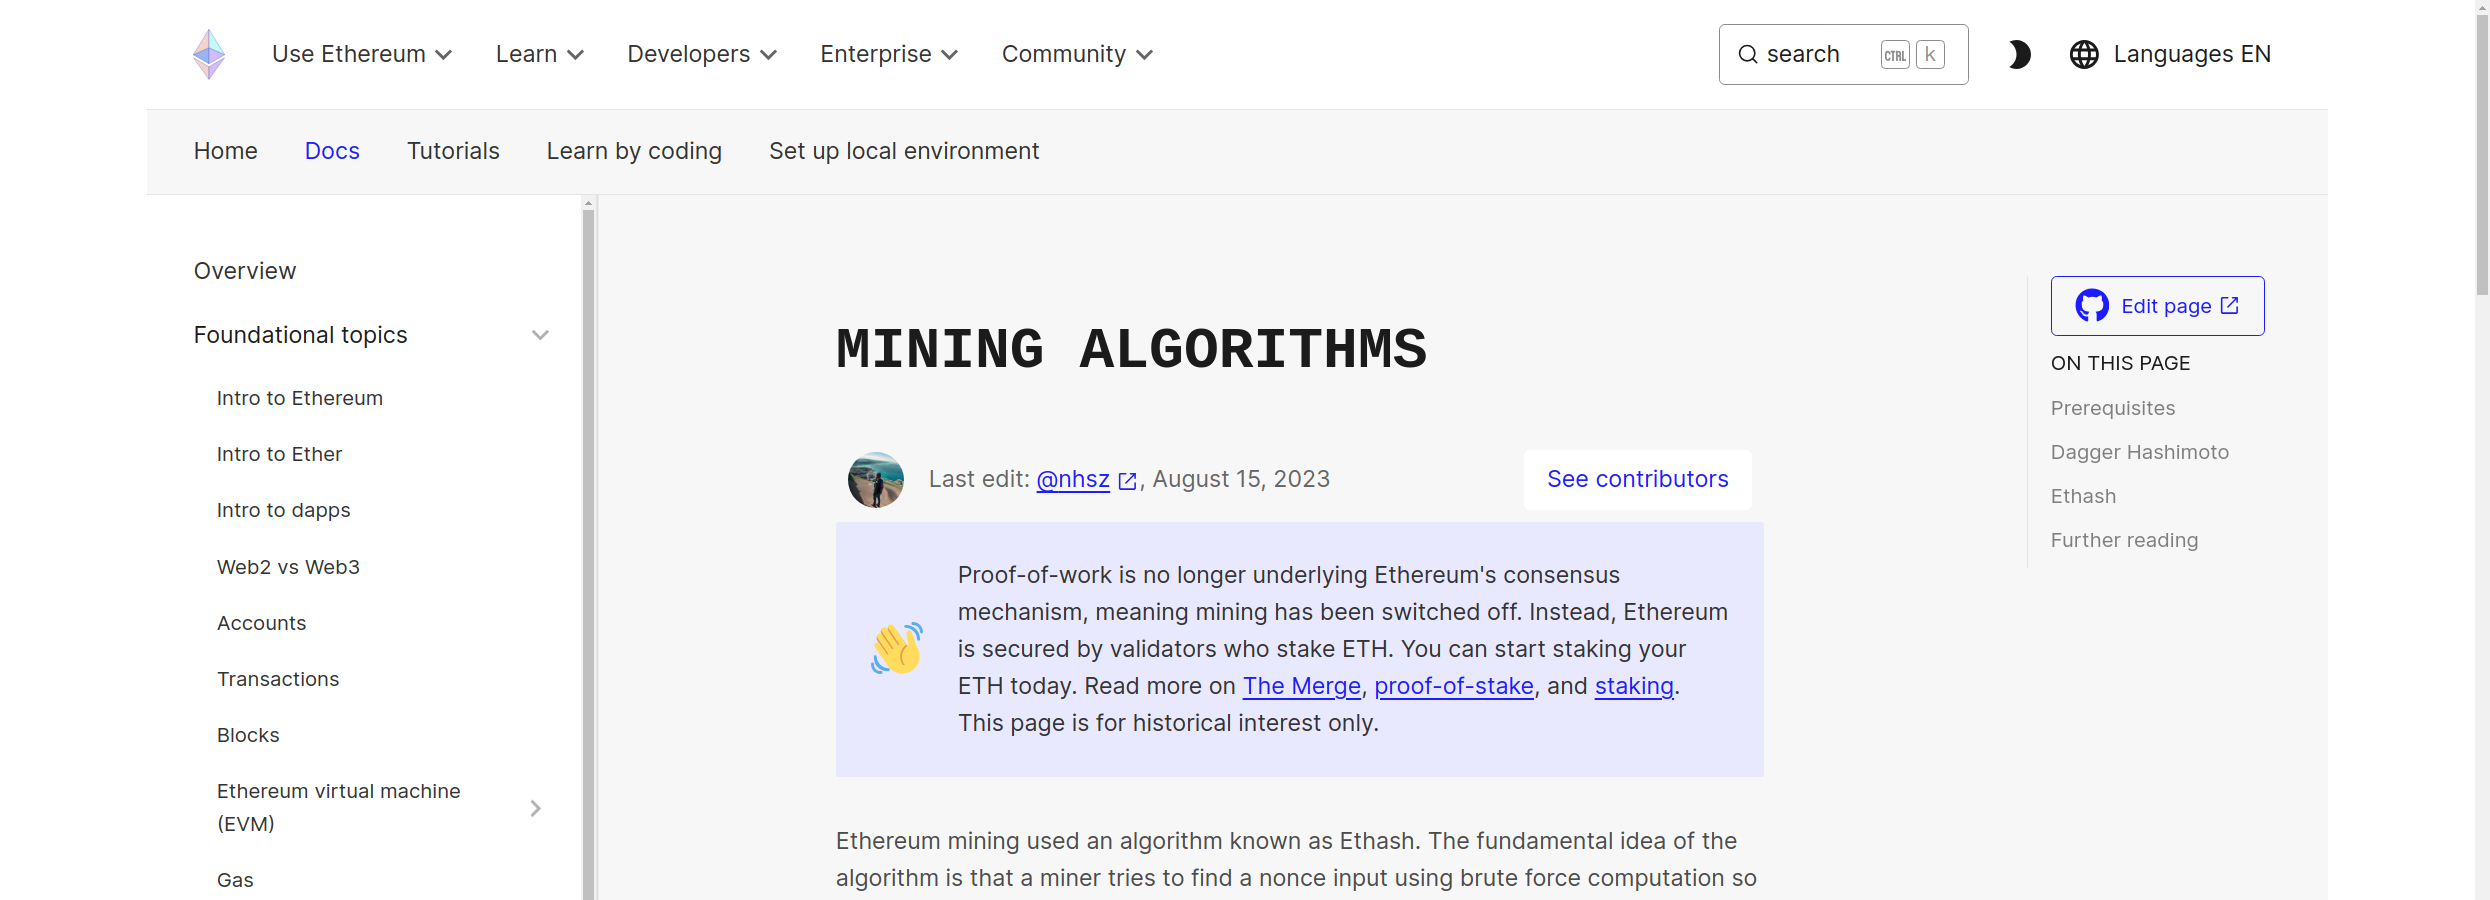 Use Ethereum
Learn
Developers
Enterprise
Community
search
CTRL
k
Languages EN
Home
Docs
Tutorials
Learn by coding
Set up local environment
Overview
Foundational topics
Intro to Ethereum
Intro to Ether
Intro to dapps
Web2 vs Web3
Accounts
Transactions
Blocks
Ethereum virtual machine
(EVM)
Gas
MINING ALGORITHMS
Last edit: @nhsz , August 15, 2023
See contributors
Proof-of-work is no longer underlying Ethereum's consensus
mechanism, meaning mining has been switched off. Instead, Ethereum
is secured by validators who stake ETH. You can start staking your
ETH today. Read more on The Merge, proof-of-stake, and staking.
This page is for historical interest only.
Ethereum mining used an algorithm known as Ethash. The fundamental idea of the
algorithm is that a miner tries to find a nonce input using brute force computation so
Edit page
ON THIS PAGE
Prerequisites
Dagger Hashimoto
Ethash
Further reading